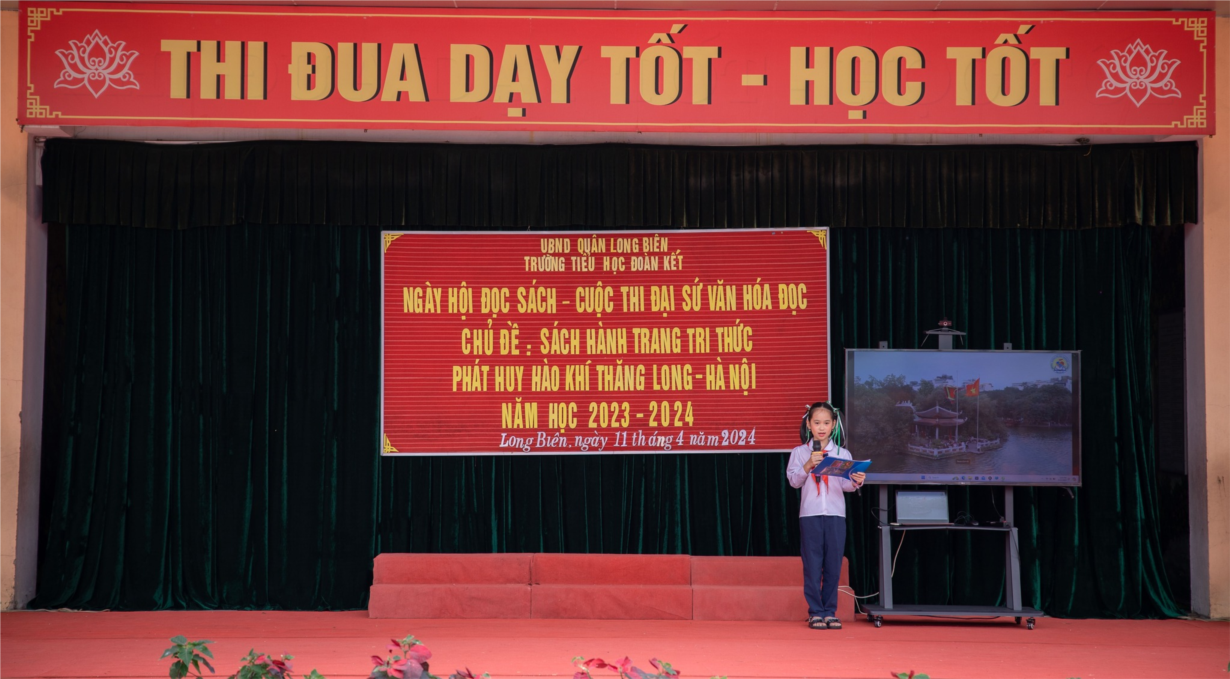 THI ĐUA DẠY TỐT - HỌC TỐT
UBND QUẬN LONG BIÊN
TRƯỜNG TIỂU HỌC ĐOÀN KẾT
NGÀY HỘI ĐỌC SÁCH - CUỘC THI ĐẠI SỨ VĂN HÓA ĐỌC
CHỦ ĐỀ : SÁCH HÀNH TRANG TRI THỨC
PHÁT HUY HÀO KHÍ THĂNG LONG - HÀ NỘI
NĂM HỌC 2023 - 2024
Long Biên, ngày 11 tháng 4 năm 2024